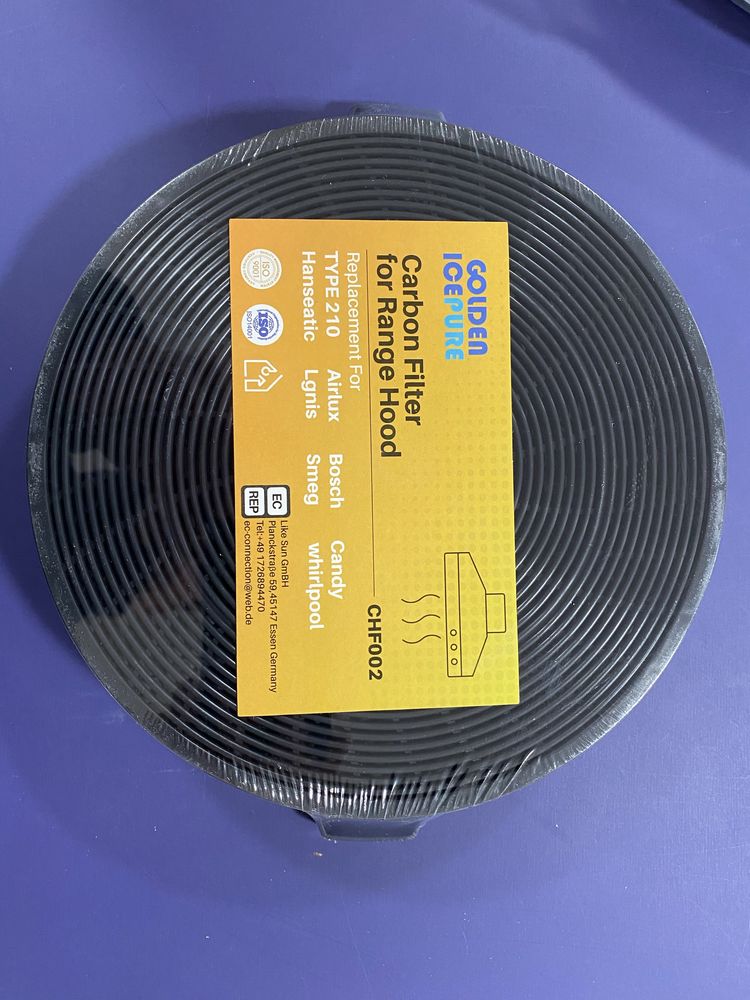 GOLDEN
ICEPURE
Carbon Filter
for Range Hood
CHF002
Replacement For
TYPE 210 Airlux Bosch Candy
Hanseatic Lgnis Smeg whirlpool
ISO
9001
ISO
ISO14001
EC
REP
Like Sun GmBH
Planckstraße 59,45147 Essen Germany
Tel:+49 1726894470
ec-connection@web.de